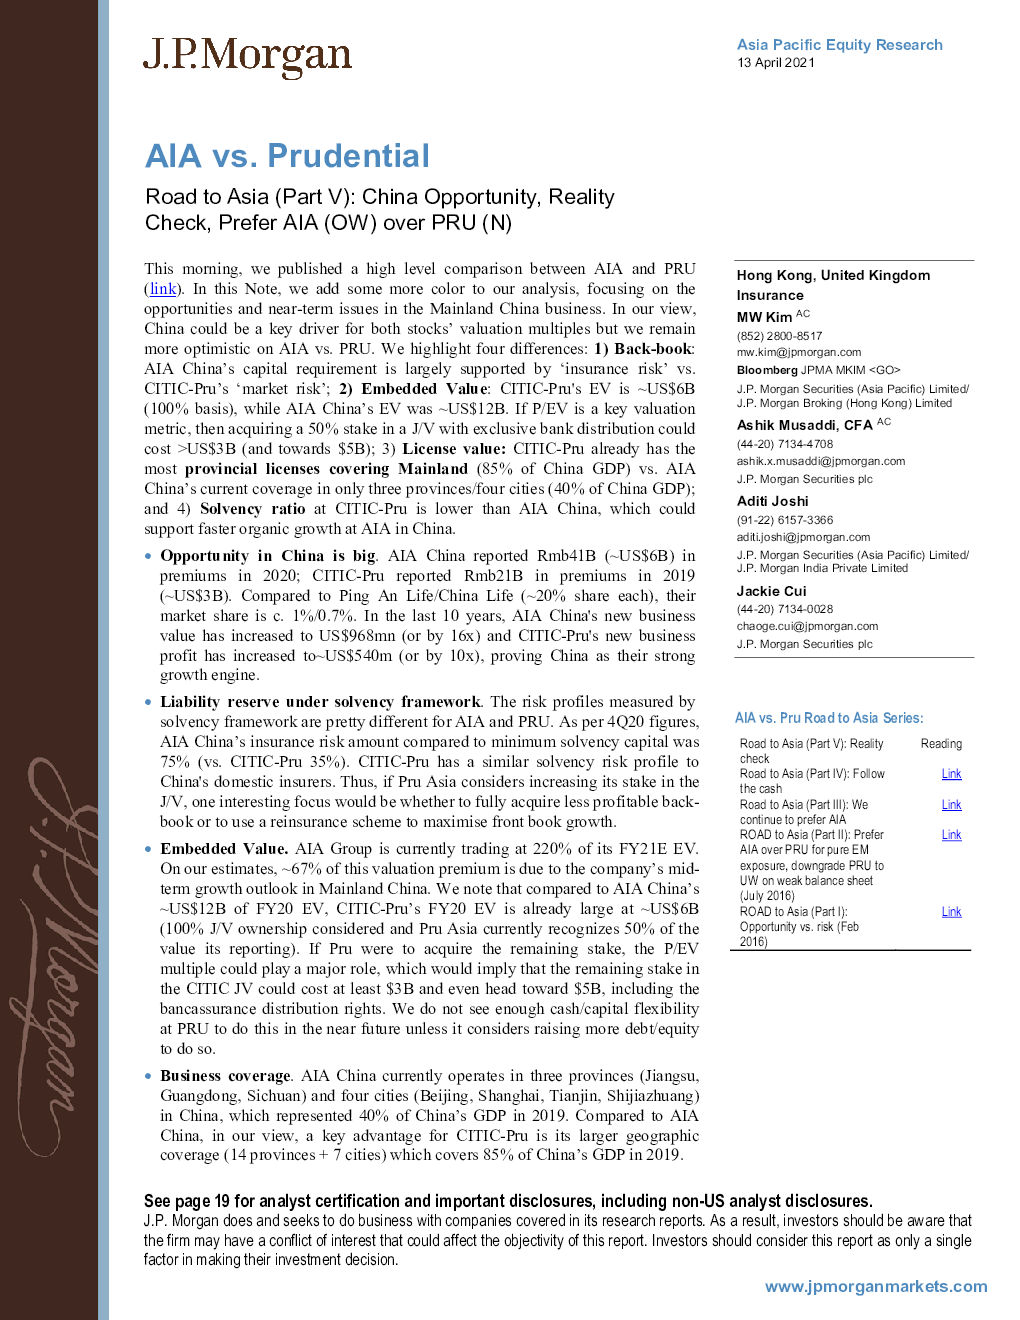 J.P.Morgan
Asia Pacific Equity Research
13 April 2021
AIA vs. Prudential
Road to Asia (Part V): China Opportunity, Reality
Check, Prefer AIA (OW) over PRU (N)
This morning, we published a high level comparison between AIA and PRU
(link). In this Note, we add some more color to our analysis, focusing on the
opportunities and near-term issues in the Mainland China business. In our view,
China could be a key driver for both stocks' valuation multiples but we remain
more optimistic on AIA vs. PRU. We highlight four differences: 1) Back-book:
AIA China's capital requirement is largely supported by 'insurance risk' vs.
CITIC-Pru's 'market risk'; 2) Embedded Value: CITIC-Pru's EV is ~US$6B
(100% basis), while AIA China's EV was ~US$12B. If P/EV is a key valuation
metric, then acquiring a 50% stake in a J/V with exclusive bank distribution could
cost >US$3B (and towards $5B); 3) License value: CITIC-Pru already has the
most provincial licenses covering Mainland (85% of China GDP) vs. AIA
China's current coverage in only three provinces/four cities (40% of China GDP);
and 4) Solvency ratio at CITIC-Pru is lower than AIA China, which could
support faster organic growth at AIA in China.
• Opportunity in China is big. AIA China reported Rmb41B (~US$6B) in
premiums in 2020; CITIC-Pru reported Rmb21B in premiums in 2019
(~US$3B). Compared to Ping An Life/China Life (~20% share each), their
market share is c. 1%/0.7%. In the last 10 years, AIA China's new business
value has increased to US$968mn (or by 16x) and CITIC-Pru's new business
profit has increased to~US$540m (or by 10x), proving China as their strong
growth engine.
• Liability reserve under solvency framework. The risk profiles measured by
solvency framework are pretty different for AIA and PRU. As per 4Q20 figures,
AIA China's insurance risk amount compared to minimum solvency capital was
75% (vs. CITIC-Pru 35%). CITIC-Pru has a similar solvency risk profile to
China's domestic insurers. Thus, if Pru Asia considers increasing its stake in the
J/V, one interesting focus would be whether to fully acquire less profitable back-
book or to use a reinsurance scheme to maximise front book growth.
• Embedded Value. AIA Group is currently trading at 220% of its FY21E EV.
On our estimates, ~67% of this valuation premium is due to the company's mid-
term growth outlook in Mainland China. We note that compared to AIA China's
~US$12B of FY20 EV, CITIC-Pru's FY20 EV is already large at ~US$6B
(100% J/V ownership considered and Pru Asia currently recognizes 50% of the
value its reporting). If Pru were to acquire the remaining stake, the P/EV
multiple could play a major role, which would imply that the remaining stake in
the CITIC JV could cost at least $3B and even head toward $5B, including the
bancassurance distribution rights. We do not see enough cash/capital flexibility
at PRU to do this in the near future unless it considers raising more debt/equity
to do so.
• Business coverage. AIA China currently operates in three provinces (Jiangsu,
Guangdong, Sichuan) and four cities (Beijing, Shanghai, Tianjin, Shijiazhuang)
in China, which represented 40% of China's GDP in 2019. Compared to AIA
China, in our view, a key advantage for CITIC-Pru is its larger geographic
coverage (14 provinces + 7 cities) which covers 85% of China's GDP in 2019.
Hong Kong, United Kingdom
Insurance
MW Kim AC
(852) 2800-8517
mw.kim@jpmorgan.com
Bloomberg JPMA MKIM <GO>
J.P. Morgan Securities (Asia Pacific) Limited/
J.P. Morgan Broking (Hong Kong) Limited
Ashik Musaddi, CFA AC
(44-20) 7134-4708
ashik.x.musaddi@jpmorgan.com
J.P. Morgan Securities plc
Aditi Joshi
(91-22) 6157-3366
aditi.joshi@jpmorgan.com
J.P. Morgan Securities (Asia Pacific) Limited/
J.P. Morgan India Private Limited
Jackie Cui
(44-20) 7134-0028
chaoge.cui@jpmorgan.com
J.P. Morgan Securities plc
AIA vs. Pru Road to Asia Series:
Road to Asia (Part V): Reality Reading
check
Road to Asia (Part IV): Follow Link
the cash
Road to Asia (Part III): We Link
continue to prefer AIA
ROAD to Asia (Part II): Prefer Link
AIA over PRU for pure EM
exposure, downgrade PRU to
UW on weak balance sheet
(July 2016)
ROAD to Asia (Part I): Link
Opportunity vs. risk (Feb
2016)
J.P. Morgan
See page 19 for analyst certification and important disclosures, including non-US analyst disclosures.
J.P. Morgan does and seeks to do business with companies covered in its research reports. As a result, investors should be aware that
the firm may have a conflict of interest that could affect the objectivity of this report. Investors should consider this report as only a single
factor in making their investment decision.
www.jpmorganmarkets.com